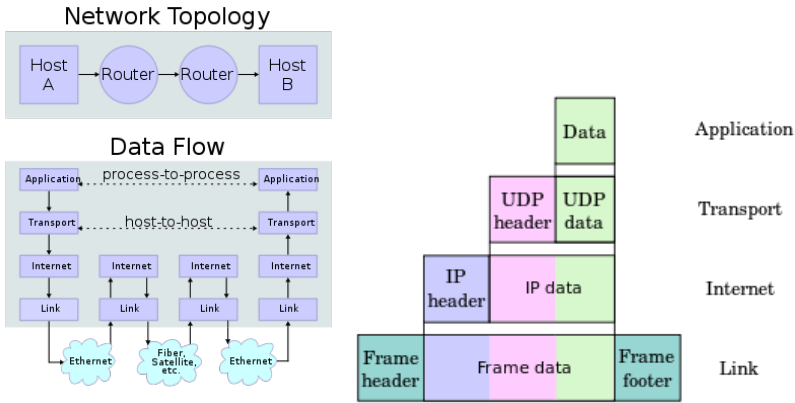 Network Topology
Host
A
Router
Router
Host
B
Data Flow
Application
process-to-process
Application
Transport
host-to-host
Transport
Internet
Internet
Internet
Internet
Link
Link
Link
Link
Ethernet
Fiber,
Satellite,
etc.
Ethernet
Data
Application
UDP
header
UDP
data
Transport
IP
header
IP data
Internet
Frame
header
Frame data
Frame
footer
Link